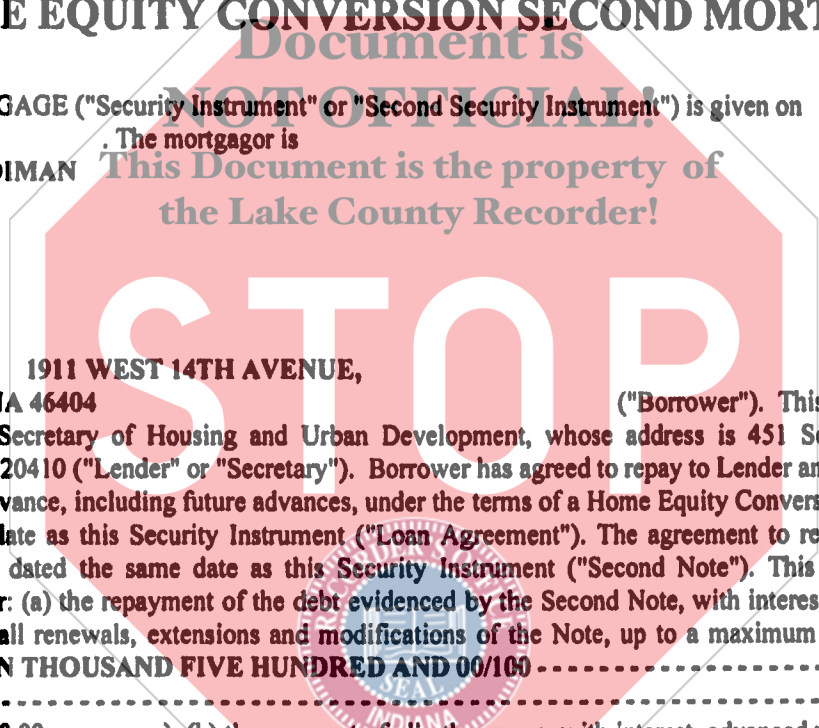 E EQUITY CONVERSION SECOND MORT
Document is
NOT OFFICIAL!
GAGE ("Security Instrument" or "Second Security Instrument") is given on
. The mortgagor is
DIMAN
This Document is the property of
the Lake County Recorder!
STOP
1911 WEST 14TH AVENUE,
NA 46404 ("Borrower"). This
Secretary of Housing and Urban Development, whose address is 451 Se
20410 ("Lender" or "Secretary"). Borrower has agreed to repay to Lender am
vance, including future advances, under the terms of a Home Equity Convers
late as this Security Instrument ("Loan Agreement"). The agreement to re
dated the same date as this Security Instrument ("Second Note"). This
r: (a) the repayment of the debt evidenced by the Second Note, with interes
all renewals, extensions and modifications of the Note, up to a maximum
N THOUSAND FIVE HUNDRED AND 00/100 - - - - - - - - - - - - - - - - - - - - -
SEAL
INDIANA